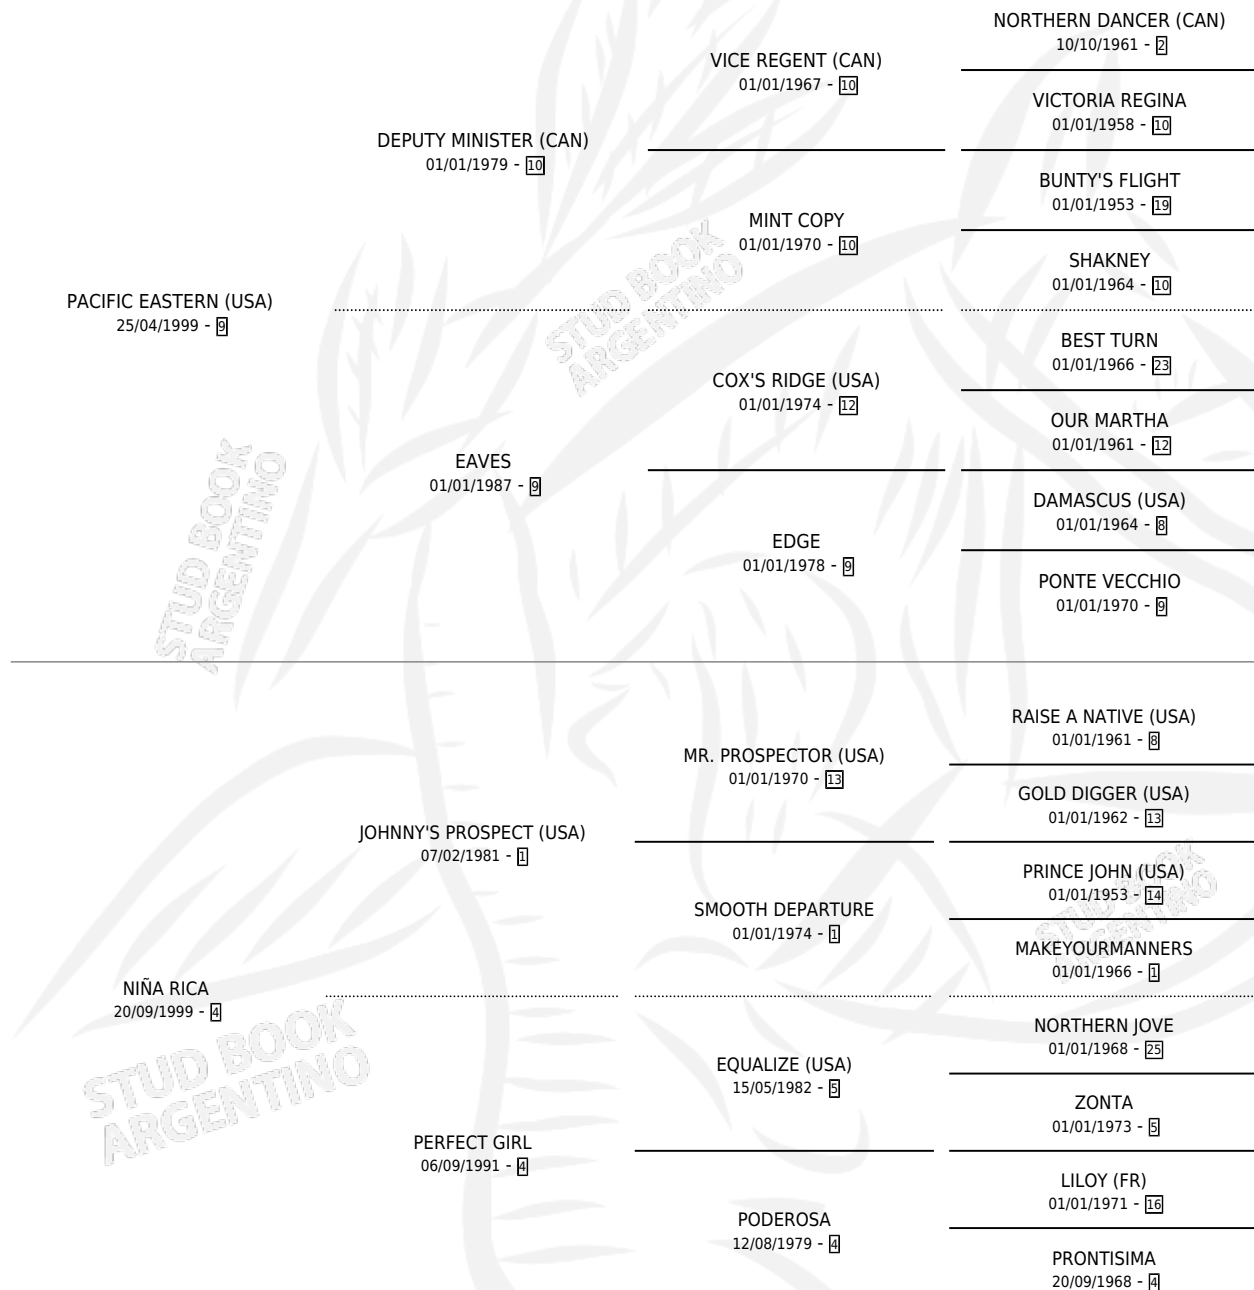 NORTHERN DANCER (CAN)
10/10/1961 - 2
VICE REGENT (CAN)
01/01/1967 - 10
VICTORIA REGINA
01/01/1958 - 10
DEPUTY MINISTER (CAN)
01/01/1979 - 10
BUNTY'S FLIGHT
01/01/1953 - 19
MINT COPY
01/01/1970 - 10
SHAKNEY
01/01/1964 - 10
PACIFIC EASTERN (USA)
25/04/1999 - 9
BEST TURN
01/01/1966 - 23
COX'S RIDGE (USA)
01/01/1974 - 12
OUR MARTHA
01/01/1961 - 12
EAVES
01/01/1987 - 9
DAMASCUS (USA)
01/01/1964 - 8
EDGE
01/01/1978 - 9
PONTE VECCHIO
01/01/1970 - 9
STUD BOOK
ARGENTINO
STUD BOOK
ARGENTINO
RAISE A NATIVE (USA)
01/01/1961 - 8
MR. PROSPECTOR (USA)
01/01/1970 - 13
GOLD DIGGER (USA)
01/01/1962 - 13
JOHNNY'S PROSPECT (USA)
07/02/1981 - 1
PRINCE JOHN (USA)
01/01/1953 - 14
SMOOTH DEPARTURE
01/01/1974 - 1
MAKEYOURMANNERS
01/01/1966 - 1
STUD BOOK
ARGENTINO
NIÑA RICA
20/09/1999 - 4
NORTHERN JOVE
01/01/1968 - 25
EQUALIZE (USA)
15/05/1982 - 5
ZONTA
01/01/1973 - 5
PERFECT GIRL
06/09/1991 - 4
LILOY (FR)
01/01/1971 - 16
PODEROSA
12/08/1979 - 4
PRONTISIMA
20/09/1968 - 4
STUD BOOK
ARGENTINO